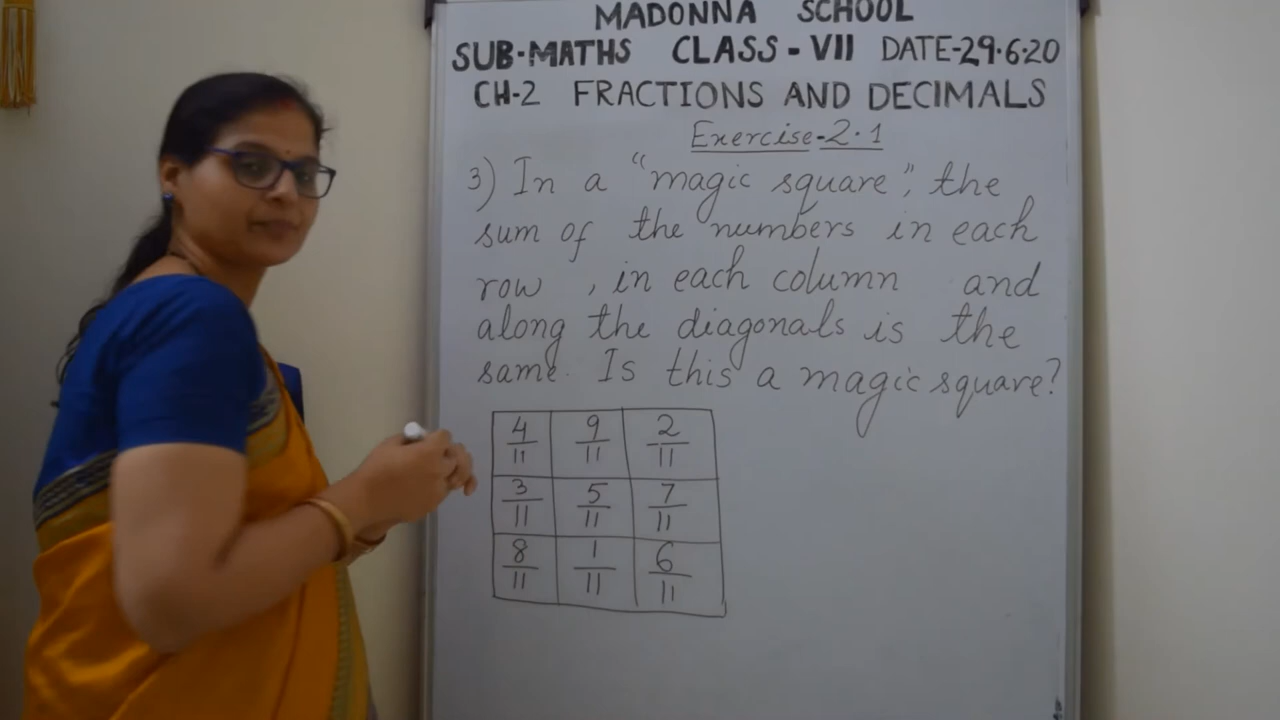 MADONNA SCHOOL
SUB-MATHS CLASS-VII DATE-29.6.20
CH-2 FRACTIONS AND DECIMALS
Exercise-2.1
3) In a "magic square", the
sum of the numbers in each
row, in each column and
along the diagonals is the
same. Is this a magic square?
4/11 9/11 2/11
3/11 5/11 7/11
8/11 1/11 6/11